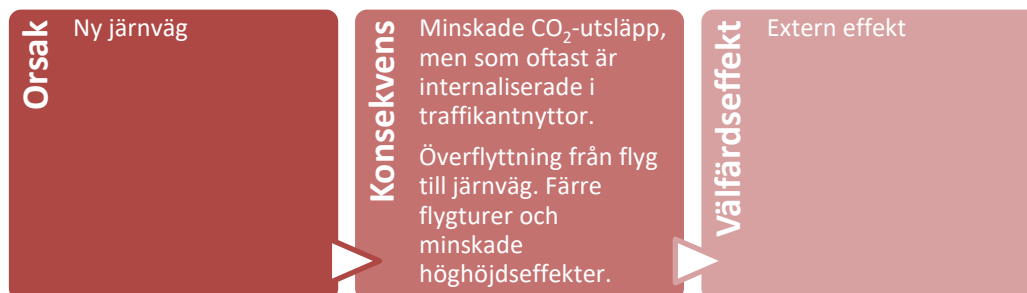 Orsak
Ny järnväg
Konsekvens
Minskade CO₂-utsläpp,
men som oftast är
internaliserade i
traffikantnyttor.
Överflyttning från flyg
till järnväg. Färre
flygturer och
minskade
höghöjdseffekter.
Välfärdseffekt
Extern effekt